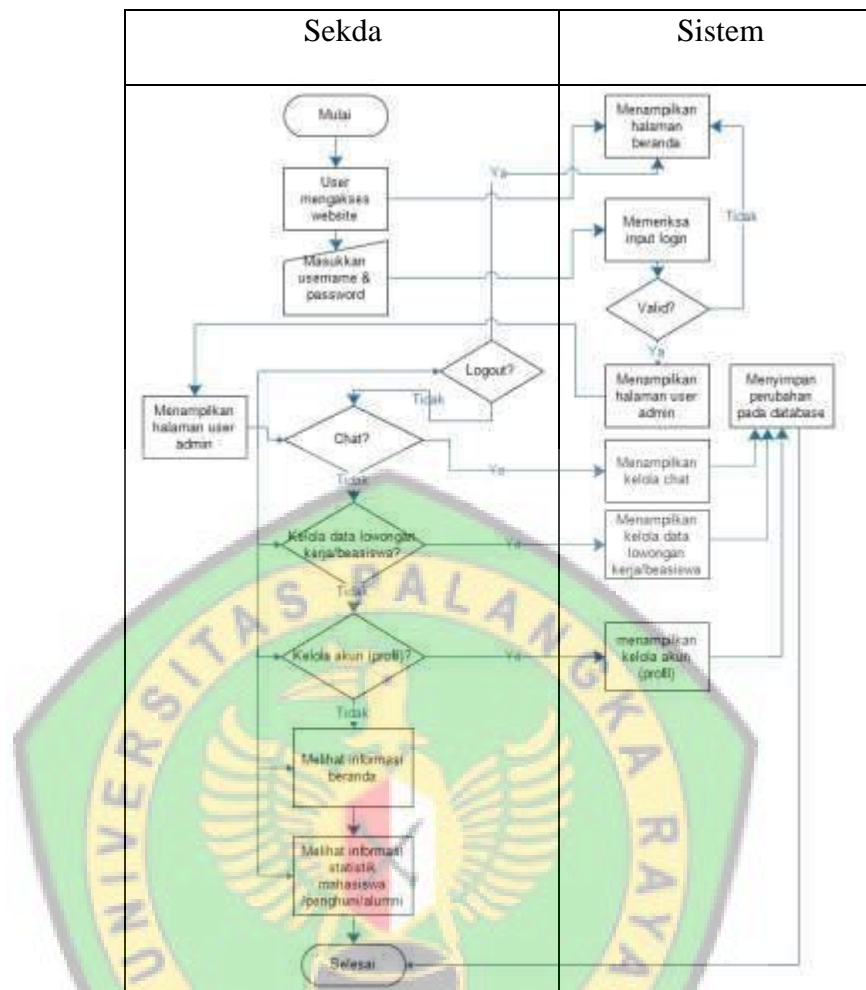 Sekda
Sistem
Mulai
Menampilkan
halaman
beranda
Ya
User
mengakses
website
Memeriksa
input login
Tidak
Masukkan
username &
password
Valid?
Ya
Logout?
Menampilkan
halaman user
admin
Menyimpan
perubahan
pada database
Menampilkan
halaman user
admin
Tidak
Chat?
Ya
Menampilkan
kelola chat
Tidak
Kelola data lowongan
kerja/beasiswa?
Ya
Menampilkan
kelola data
lowongan
kerja/beasiswa
Tidak
Kelola akun (profil)?
Ya
menampilkan
kelola akun
(profil)
Tidak
Melihat informasi
beranda
Melihat informasi
statistik
mahasiswa
/penghuni/alumni
Selesai
UNIVERSITAS PALANGKA RAYA